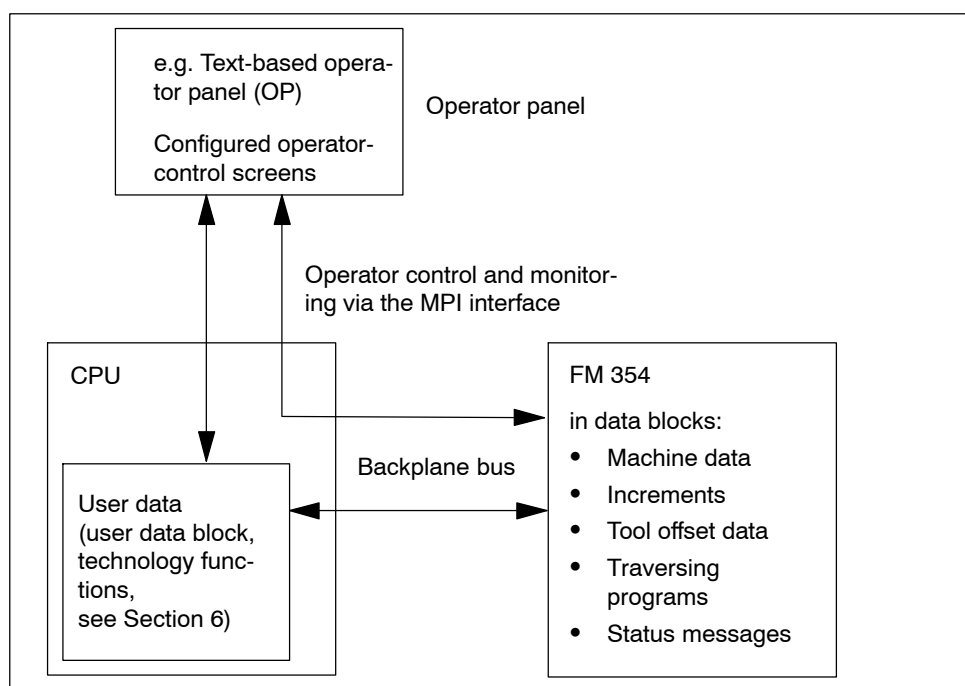 e.g. Text-based opera-
tor panel (OP)
Configured operator-
control screens
Operator panel
Operator control and monitor-
ing via the MPI interface
CPU
User data
(user data block,
technology func-
tions,
see Section 6)
Backplane bus
FM 354
in data blocks:
• Machine data
• Increments
• Tool offset data
• Traversing
programs
• Status messages